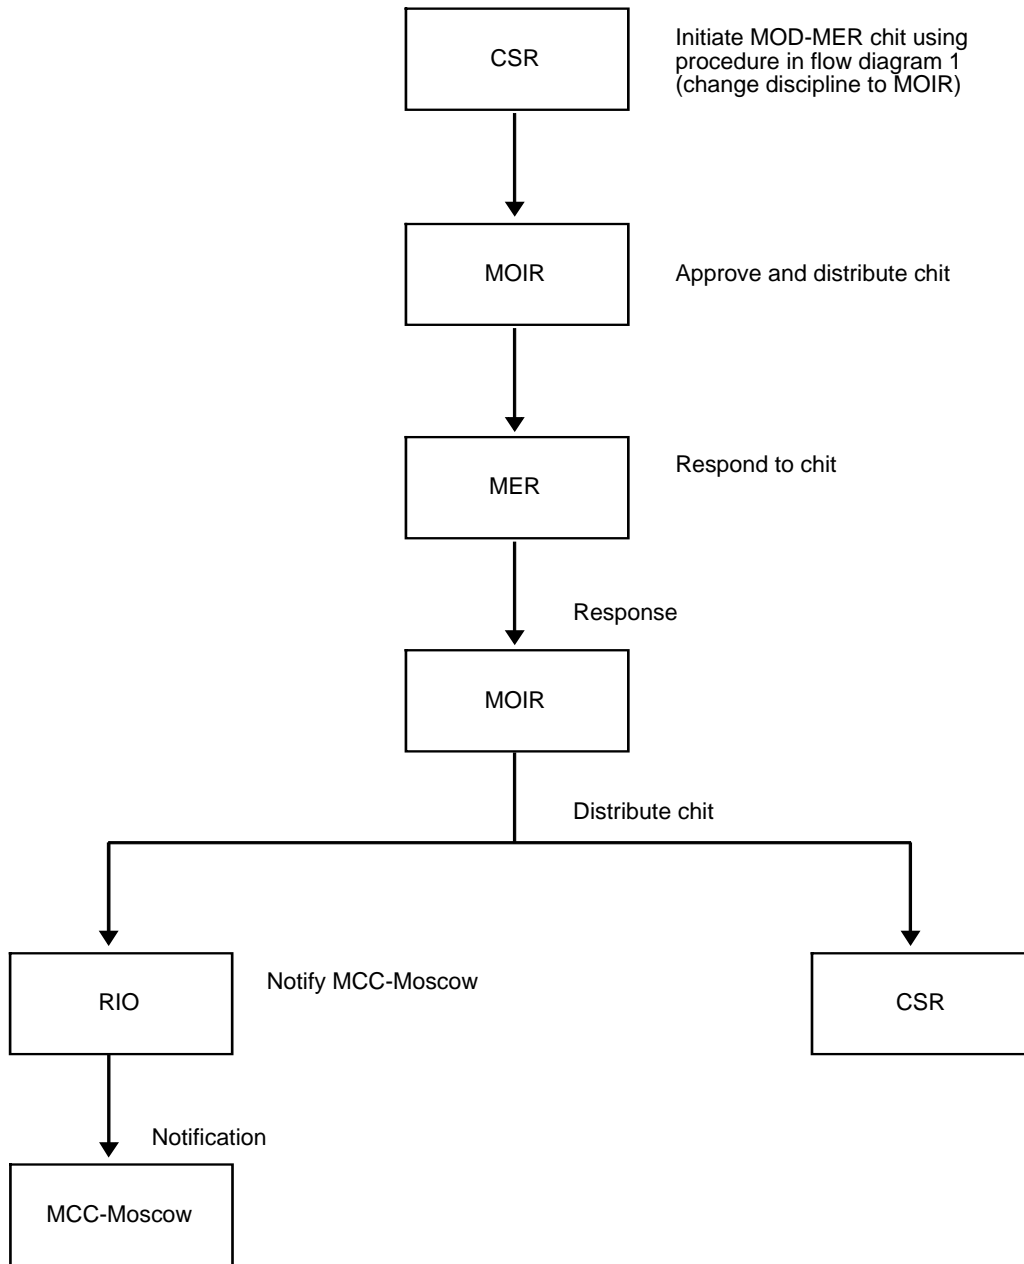 CSR
Initiate MOD-MER chit using
procedure in flow diagram 1
(change discipline to MOIR)
MOIR
Approve and distribute chit
MER
Respond to chit
Response
MOIR
Distribute chit
RIO
Notify MCC-Moscow
CSR
Notification
MCC-Moscow